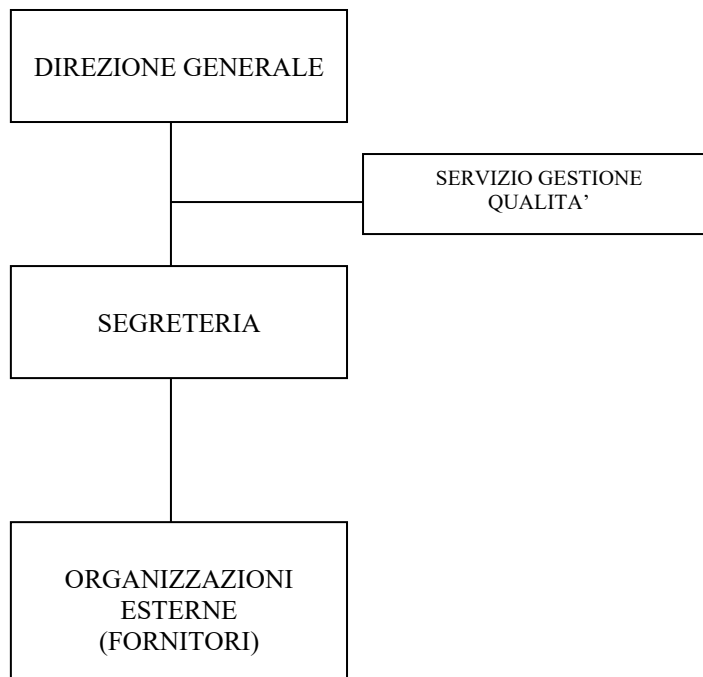 DIREZIONE GENERALE
SERVIZIO GESTIONE
QUALITA’
SEGRETERIA
ORGANIZZAZIONI
ESTERNE
(FORNITORI)